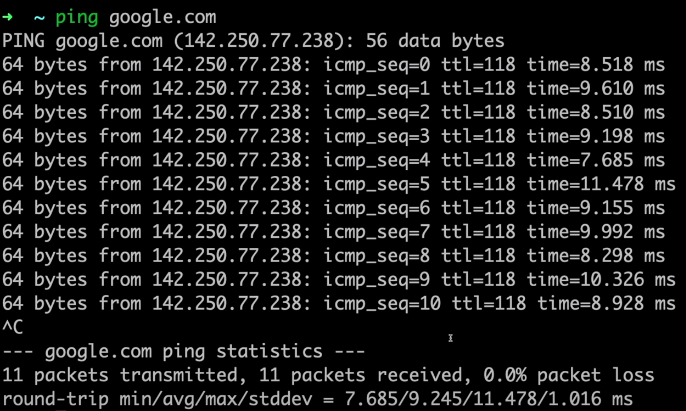 ➜  ~ ping google.com
PING google.com (142.250.77.238): 56 data bytes
64 bytes from 142.250.77.238: icmp_seq=0 ttl=118 time=8.518 ms
64 bytes from 142.250.77.238: icmp_seq=1 ttl=118 time=9.610 ms
64 bytes from 142.250.77.238: icmp_seq=2 ttl=118 time=8.510 ms
64 bytes from 142.250.77.238: icmp_seq=3 ttl=118 time=9.198 ms
64 bytes from 142.250.77.238: icmp_seq=4 ttl=118 time=7.685 ms
64 bytes from 142.250.77.238: icmp_seq=5 ttl=118 time=11.478 ms
64 bytes from 142.250.77.238: icmp_seq=6 ttl=118 time=9.155 ms
64 bytes from 142.250.77.238: icmp_seq=7 ttl=118 time=9.992 ms
64 bytes from 142.250.77.238: icmp_seq=8 ttl=118 time=8.298 ms
64 bytes from 142.250.77.238: icmp_seq=9 ttl=118 time=10.326 ms
64 bytes from 142.250.77.238: icmp_seq=10 ttl=118 time=8.928 ms
^C
--- google.com ping statistics ---
11 packets transmitted, 11 packets received, 0.0% packet loss
round-trip min/avg/max/stddev = 7.685/9.245/11.478/1.016 ms